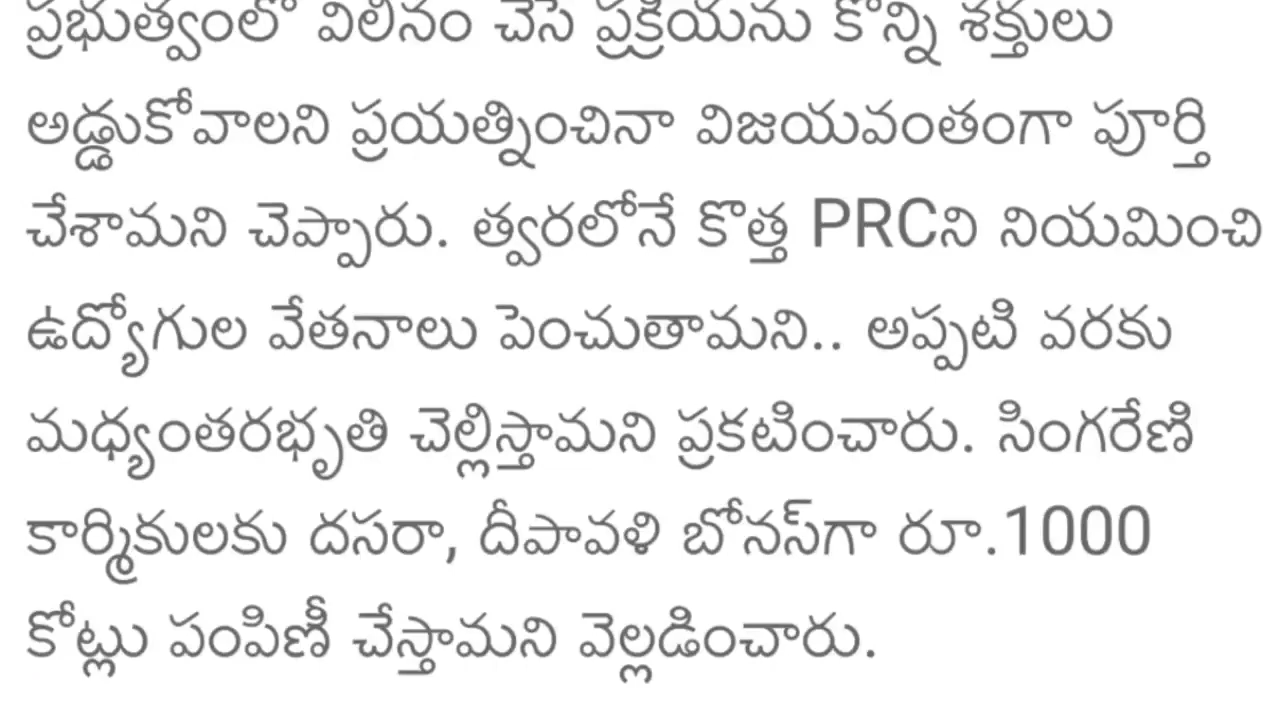 ప్రభుత్వంలో విలీనం చేసే ప్రక్రియను కొన్ని శక్తులు
అడ్డుకోవాలని ప్రయత్నించినా విజయవంతంగా పూర్తి
చేశామని చెప్పారు. త్వరలోనే కొత్త PRCని నియమించి
ఉద్యోగుల వేతనాలు పెంచుతామని.. అప్పటి వరకు
మధ్యంతరభృతి చెల్లిస్తామని ప్రకటించారు. సింగరేణి
కార్మికులకు దసరా, దీపావళి బోనస్‌గా రూ.1000
కోట్లు పంపిణీ చేస్తామని వెల్లడించారు.